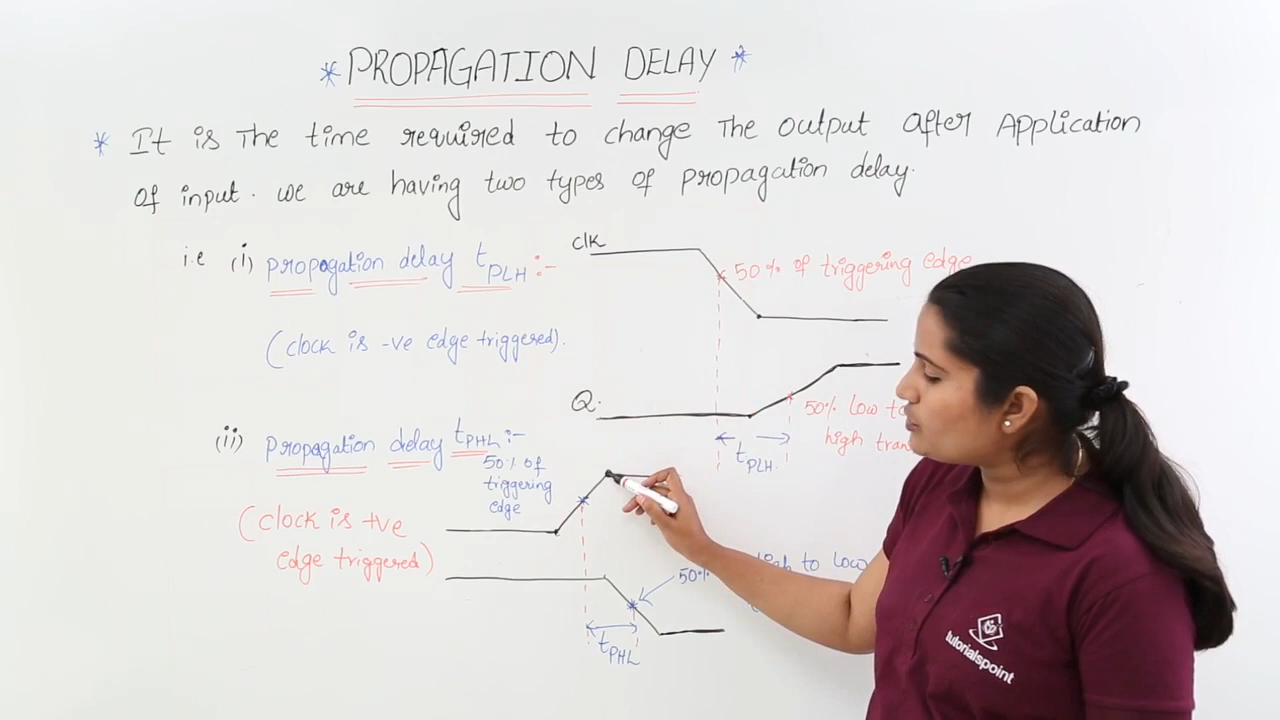 * PROPAGATION DELAY *
* It is The time required to change The output after Application
Of input. we are having two types of propagation delay.
i.e (i) propagation delay tPLH :-
(clock is -ve edge triggered).
Clk
50% of triggering edge
Q.
50% low to
high
tPLH.
(ii) propagation delay tPHL :-
50% of
triggering
edge
(clock is +ve
edge triggered)
50%
high to low
tPHL
tutorialspoint